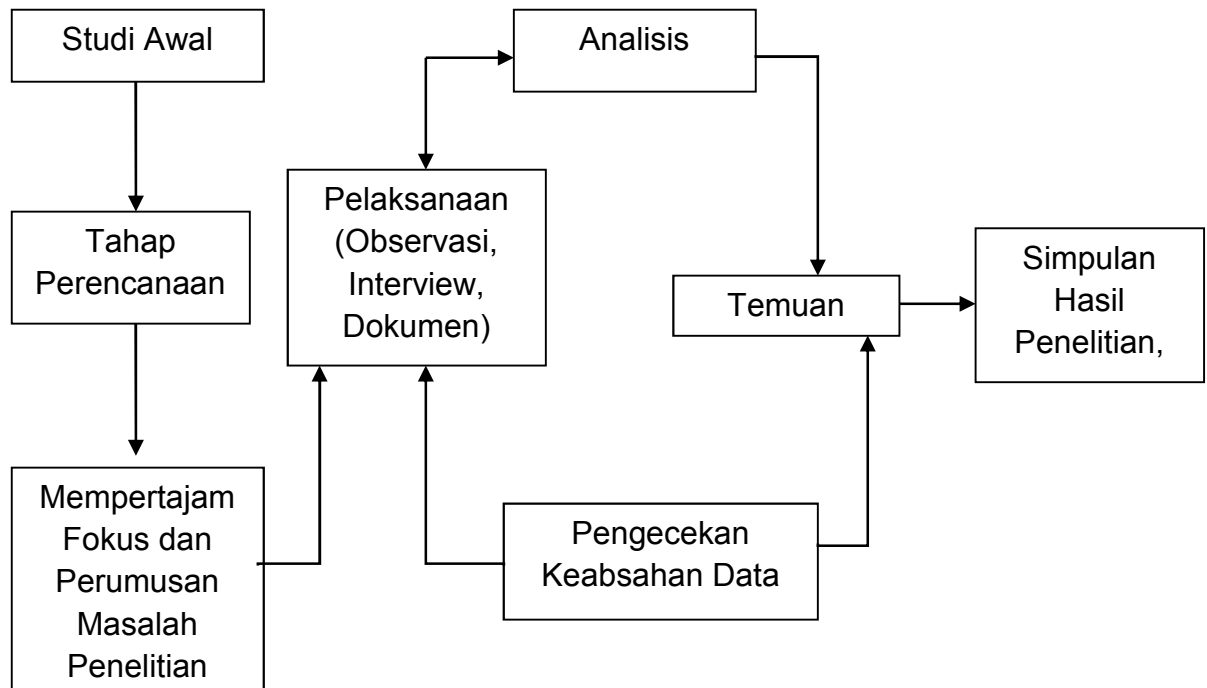 Studi Awal
Tahap
Perencanaan
Mempertajam
Fokus dan
Perumusan
Masalah
Penelitian
Pelaksanaan
(Observasi,
Interview,
Dokumen)
Analisis
Pengecekan
Keabsahan Data
Temuan
Simpulan
Hasil
Penelitian,